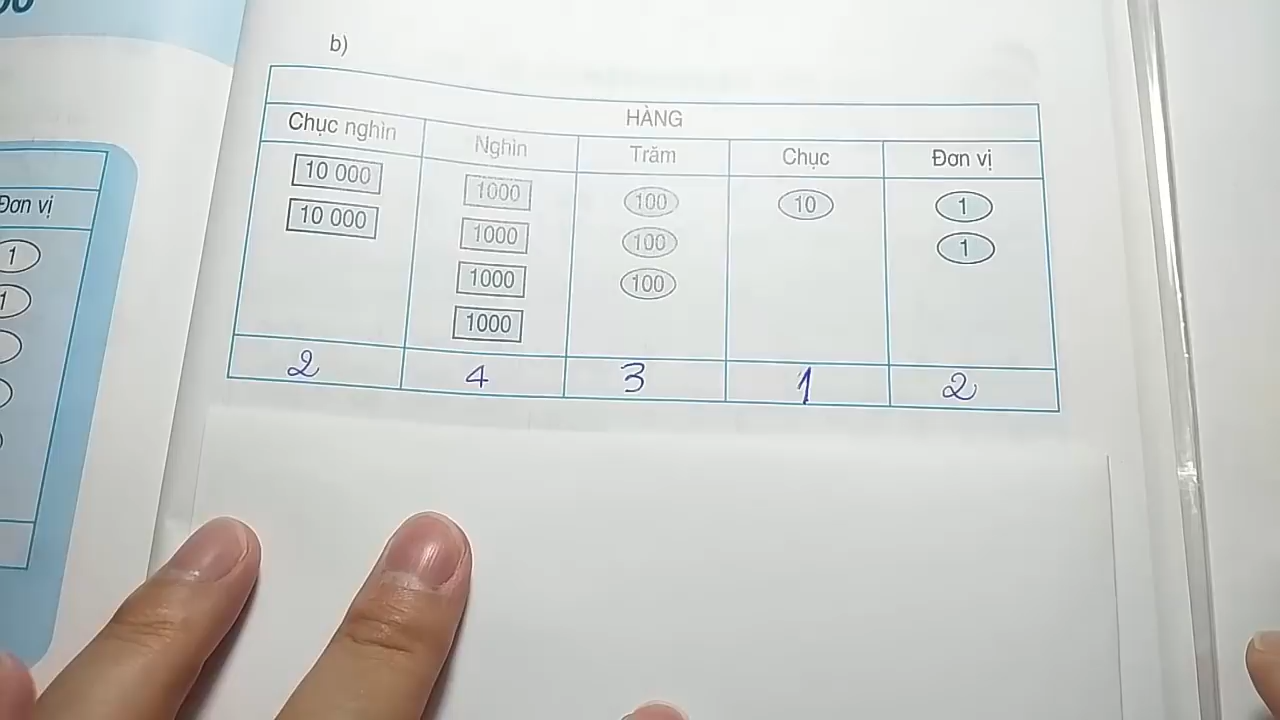 b)
HÀNG
Chục nghìn Nghìn Trăm Chục Đơn vị
10 000 1000 100 10 1
10 000 1000 100 1
1000 100
1000
2 4 3 1 2
Đơn vị
1
1